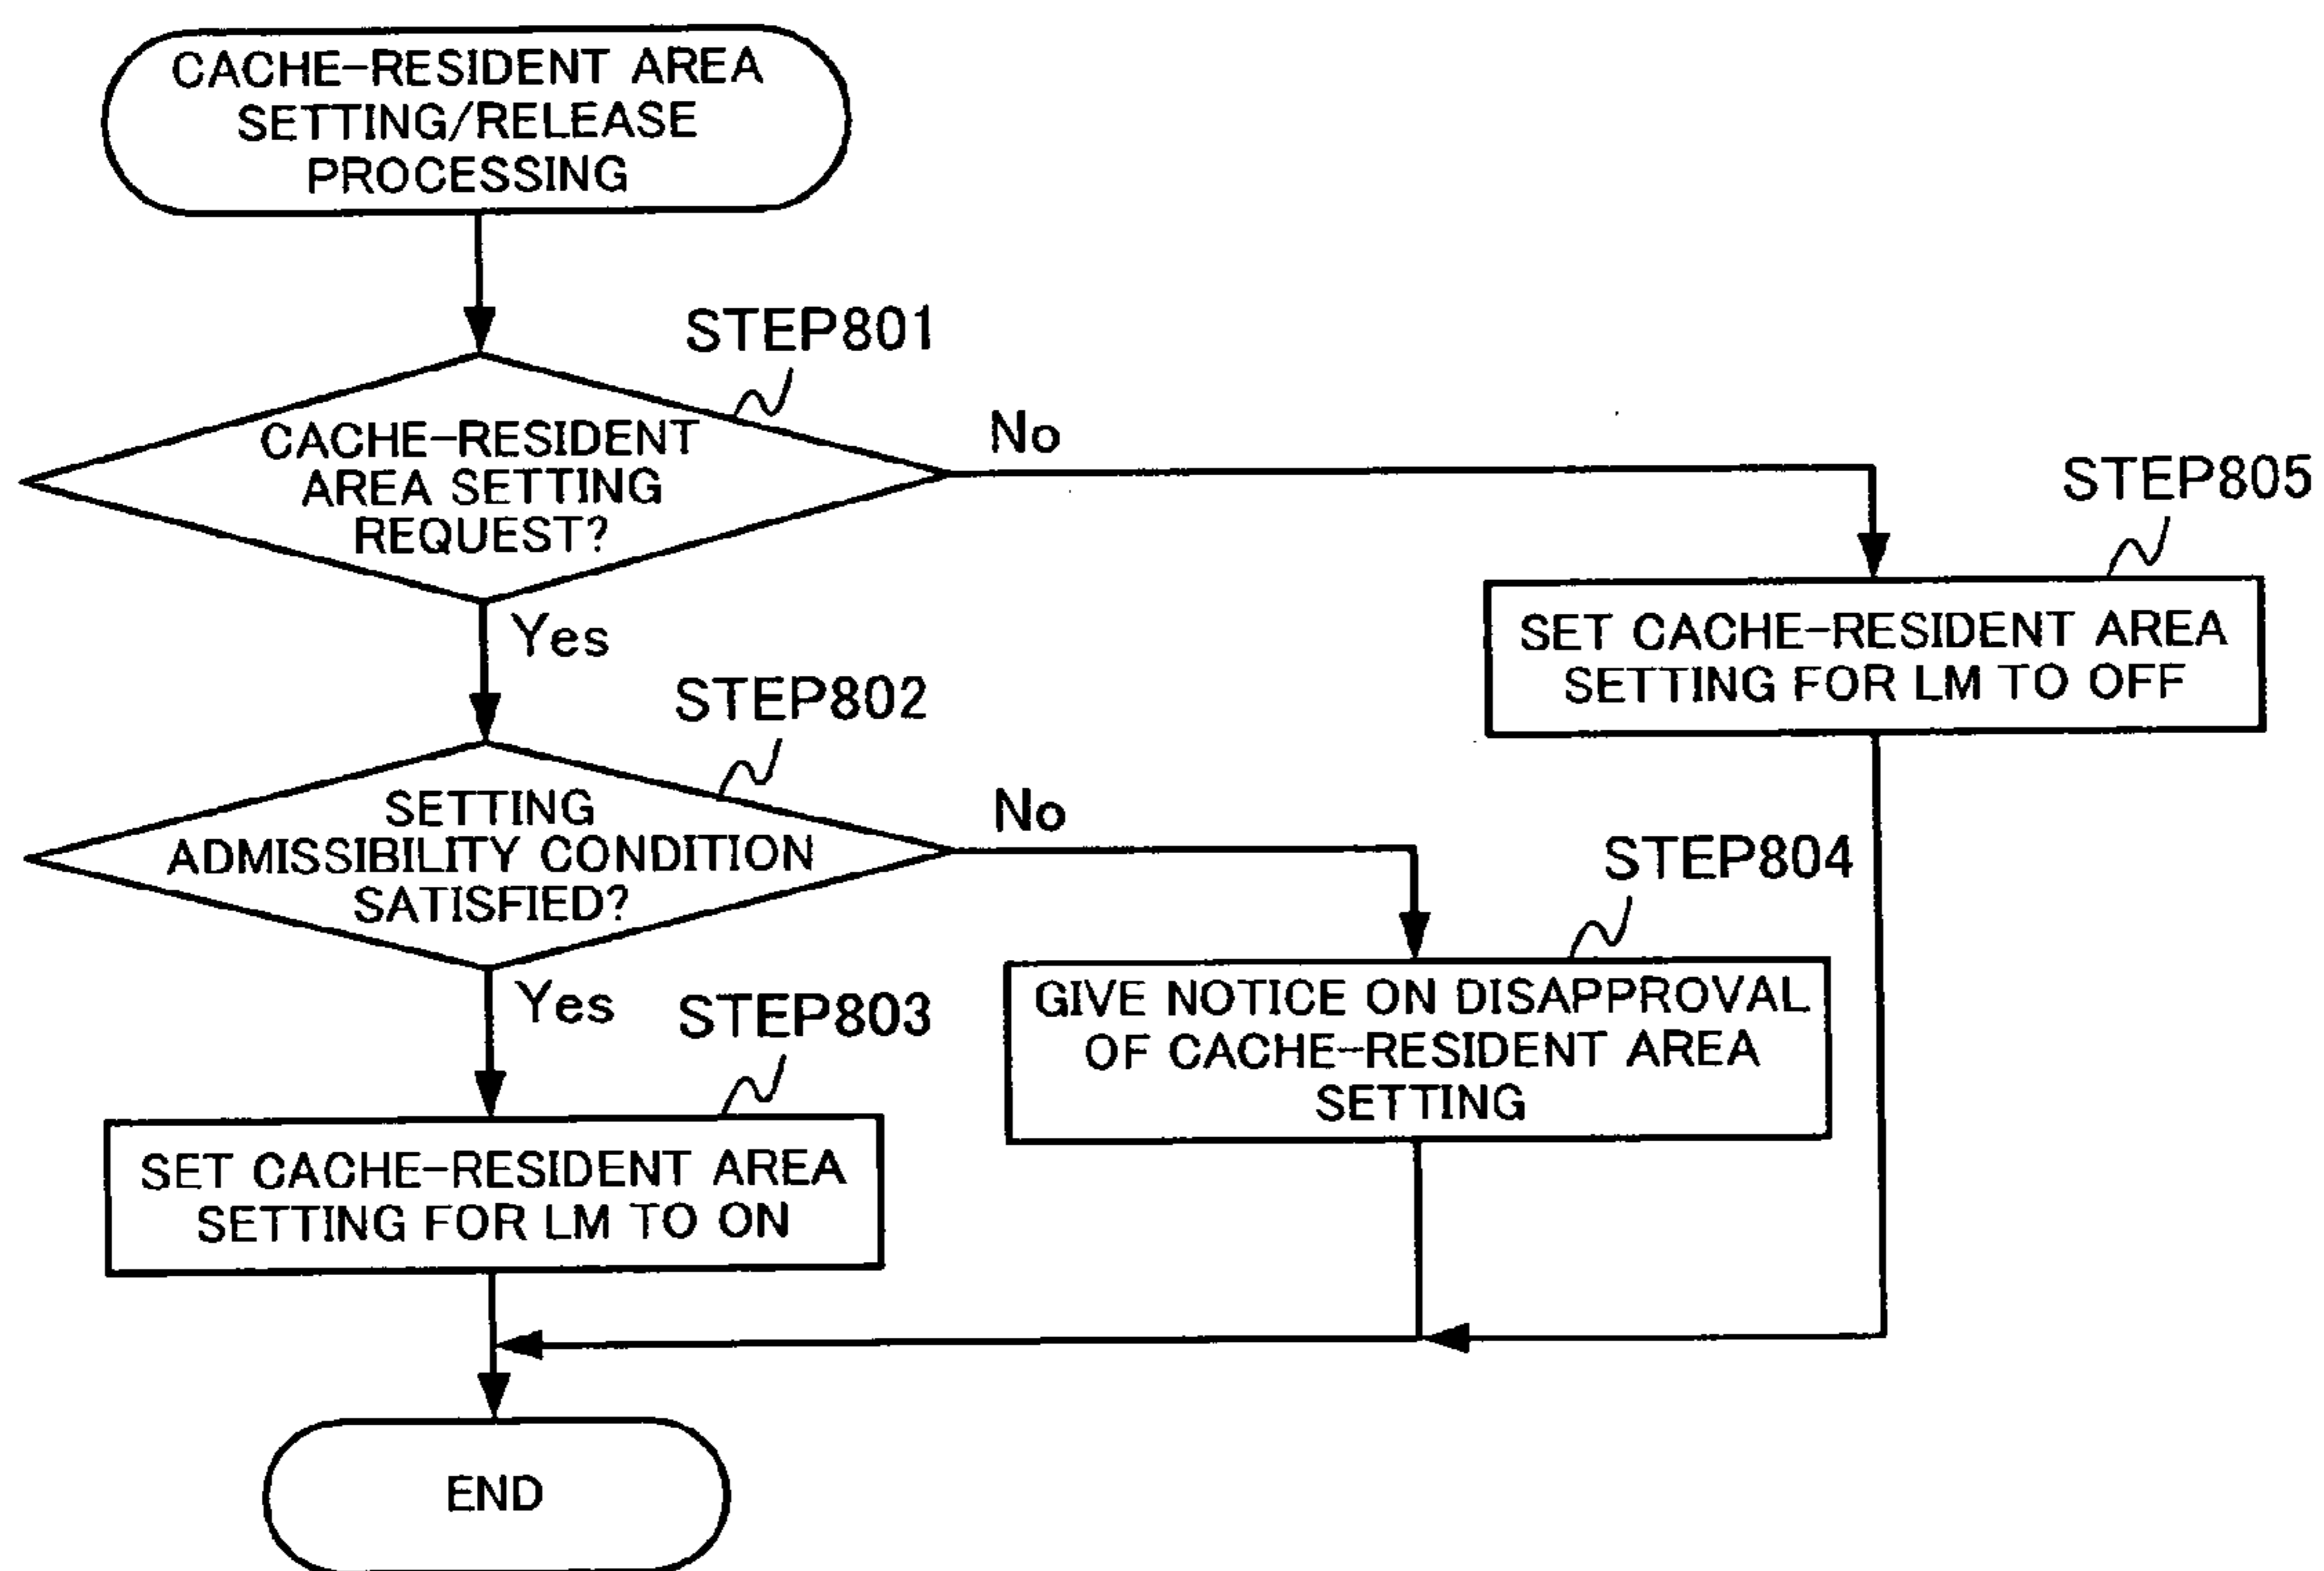 CACHE-RESIDENT AREA
SETTING/RELEASE
PROCESSING
STEP801
CACHE-RESIDENT
AREA SETTING
REQUEST?
No
Yes
STEP805
SET CACHE-RESIDENT AREA
SETTING FOR LM TO OFF
STEP802
SETTING
ADMISSIBILITY CONDITION
SATISFIED?
No
Yes
STEP804
GIVE NOTICE ON DISAPPROVAL
OF CACHE-RESIDENT AREA
SETTING
STEP803
SET CACHE-RESIDENT AREA
SETTING FOR LM TO ON
END